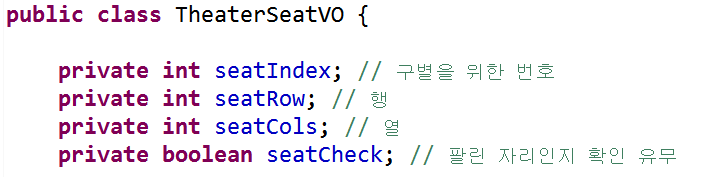 public class TheaterSeatVO {
private int seatIndex; // 구별을 위한 번호
private int seatRow; // 행
private int seatCols; // 열
private boolean seatCheck; // 팔린 자리인지 확인 유무